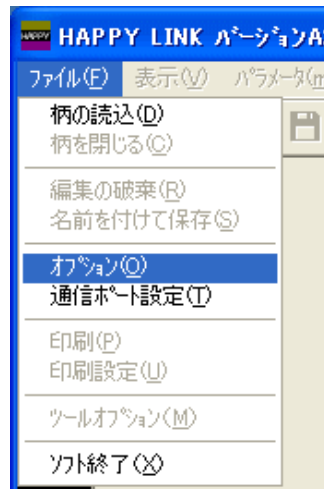 HAPPY HAPPY LINK バージョンA
ファイル(F) 表示(V) パラメータ(m
柄の読込(D)
柄を閉じる(C)
編集の破棄(R)
名前を付けて保存(S)
オプション(O)
通信ポート設定(T)
印刷(P)
印刷設定(U)
ツールオプション(M)
ソフト終了(X)